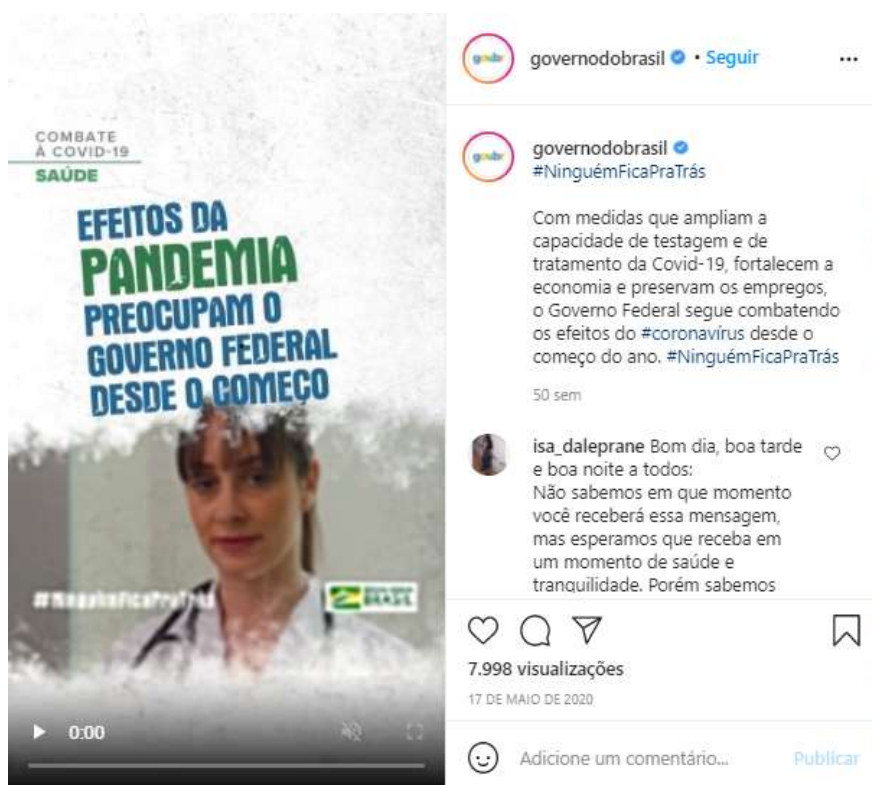 COMBATE
À COVID-19
SAÚDE
EFEITOS DA
PANDEMIA
PREOCUPAM O
GOVERNO FEDERAL
DESDE O COMEÇO
#NinguémFicaPraTrás
BRASIL
0:00
govbr
governodobrasil • Seguir
govbr
governodobrasil
#NinguémFicaPraTrás
Com medidas que ampliam a
capacidade de testagem e de
tratamento da Covid-19, fortalecem a
economia e preservam os empregos,
o Governo Federal segue combatendo
os efeitos do #coronavírus desde o
começo do ano. #NinguémFicaPraTrás
50 sem
isa_daleprane Bom dia, boa tarde
e boa noite a todos:
Não sabemos em que momento
você receberá essa mensagem,
mas esperamos que receba em
um momento de saúde e
tranquilidade. Porém sabemos
7.998 visualizações
17 DE MAIO DE 2020
Adicione um comentário... Publicar